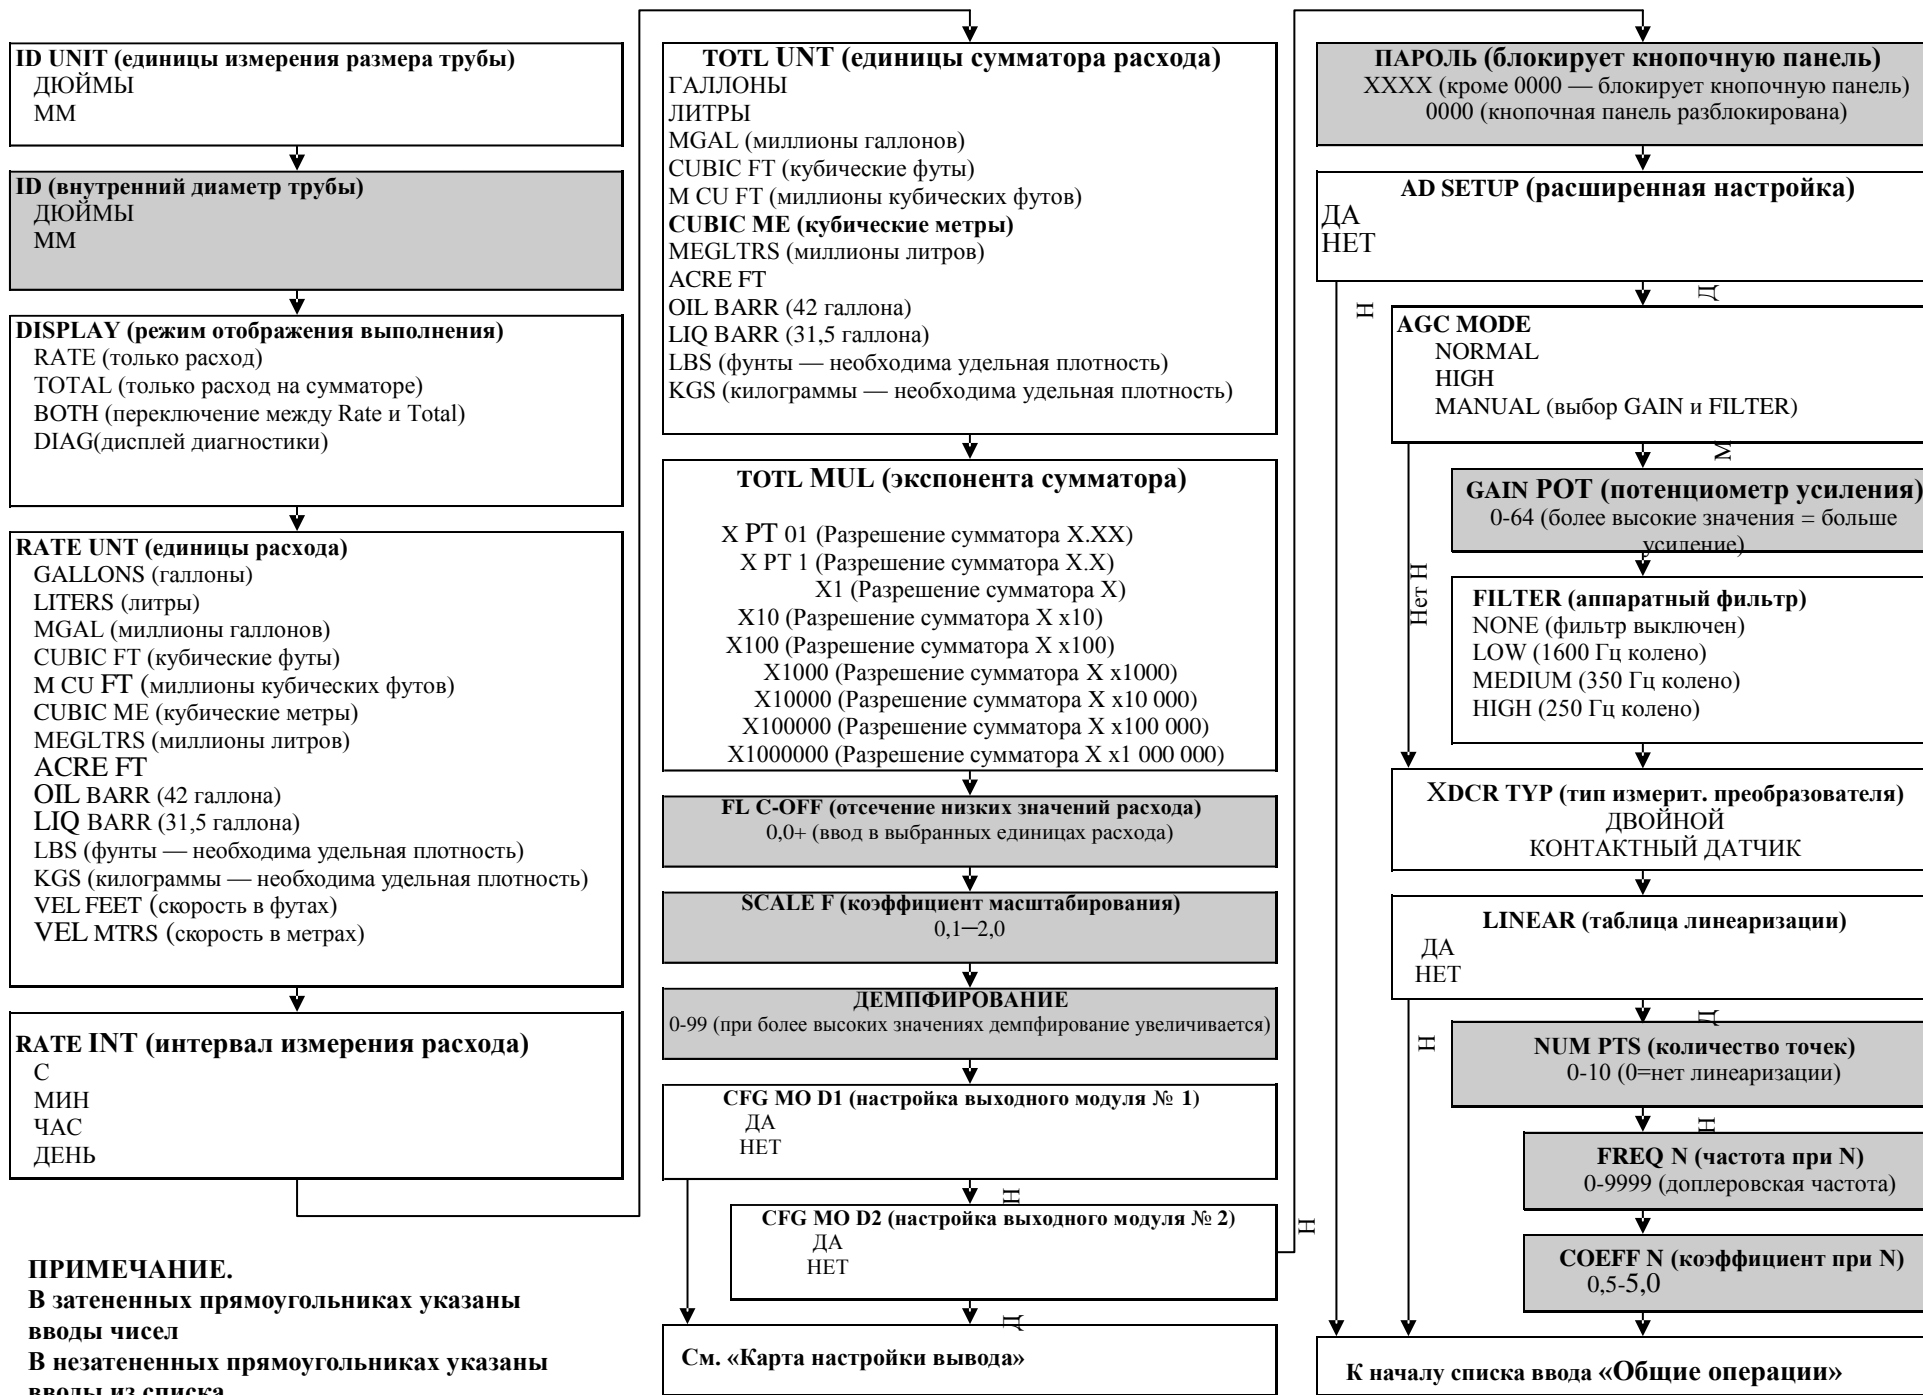 ID UNIT (единицы измерения размера трубы)
ДЮЙМЫ
ММ
ID (внутренний диаметр трубы)
ДЮЙМЫ
ММ
DISPLAY (режим отображения выполнения)
RATE (только расход)
TOTAL (только расход на сумматоре)
BOTH (переключение между Rate и Total)
DIAG(дисплей диагностики)
RATE UNT (единицы расхода)
GALLONS (галлоны)
LITERS (литры)
MGAL (миллионы галлонов)
CUBIC FT (кубические футы)
M CU FT (миллионы кубических футов)
CUBIC ME (кубические метры)
MEGLTRS (миллионы литров)
ACRE FT
OIL BARR (42 галлона)
LIQ BARR (31,5 галлона)
LBS (фунты — необходима удельная плотность)
KGS (килограммы — необходима удельная плотность)
VEL FEET (скорость в футах)
VEL MTRS (скорость в метрах)
RATE INT (интервал измерения расхода)
С
МИН
ЧАС
ДЕНЬ
ПРИМЕЧАНИЕ.
В затененных прямоугольниках указаны
вводы чисел
В незатененных прямоугольниках указаны
вводы из списка
TOTL UNT (единицы сумматора расхода)
ГАЛЛОНЫ
ЛИТРЫ
MGAL (миллионы галлонов)
CUBIC FT (кубические футы)
M CU FT (миллионы кубических футов)
CUBIC ME (кубические метры)
MEGLTRS (миллионы литров)
ACRE FT
OIL BARR (42 галлона)
LIQ BARR (31,5 галлона)
LBS (фунты — необходима удельная плотность)
KGS (килограммы — необходима удельная плотность)
TOTL MUL (экспонента сумматора)
X PT 01 (Разрешение сумматора X.XX)
X PT 1 (Разрешение сумматора X.X)
X1 (Разрешение сумматора X)
X10 (Разрешение сумматора X x10)
X100 (Разрешение сумматора X x100)
X1000 (Разрешение сумматора X x1000)
X10000 (Разрешение сумматора X x10 000)
X100000 (Разрешение сумматора X x100 000)
X1000000 (Разрешение сумматора X x1 000 000)
FL C-OFF (отсечение низких значений расхода)
0,0+ (ввод в выбранных единицах расхода)
SCALE F (коэффициент масштабирования)
0,1—2,0
ДЕМПФИРОВАНИЕ
0-99 (при более высоких значениях демпфирование увеличивается)
CFG MO D1 (настройка выходного модуля № 1)
ДА
НЕТ
Н
CFG MO D2 (настройка выходного модуля № 2)
ДА
НЕТ
Н
Д
См. «Карта настройки вывода»
ПАРОЛЬ (блокирует кнопочную панель)
XXXX (кроме 0000 — блокирует кнопочную панель)
0000 (кнопочная панель разблокирована)
AD SETUP (расширенная настройка)
ДА
НЕТ
Н
Д
AGC MODE
NORMAL
HIGH
MANUAL (выбор GAIN и FILTER)
М
Нет Н
GAIN POT (потенциометр усиления)
0-64 (более высокие значения = больше
усиление)
FILTER (аппаратный фильтр)
NONE (фильтр выключен)
LOW (1600 Гц колено)
MEDIUM (350 Гц колено)
HIGH (250 Гц колено)
XDCR TYP (тип измерит. преобразователя)
ДВОЙНОЙ
КОНТАКТНЫЙ ДАТЧИК
LINEAR (таблица линеаризации)
ДА
НЕТ
Н
Д
NUM PTS (количество точек)
0-10 (0=нет линеаризации)
Н
FREQ N (частота при N)
0-9999 (доплеровская частота)
COEFF N (коэффициент при N)
0,5-5,0
К началу списка ввода «Общие операции»